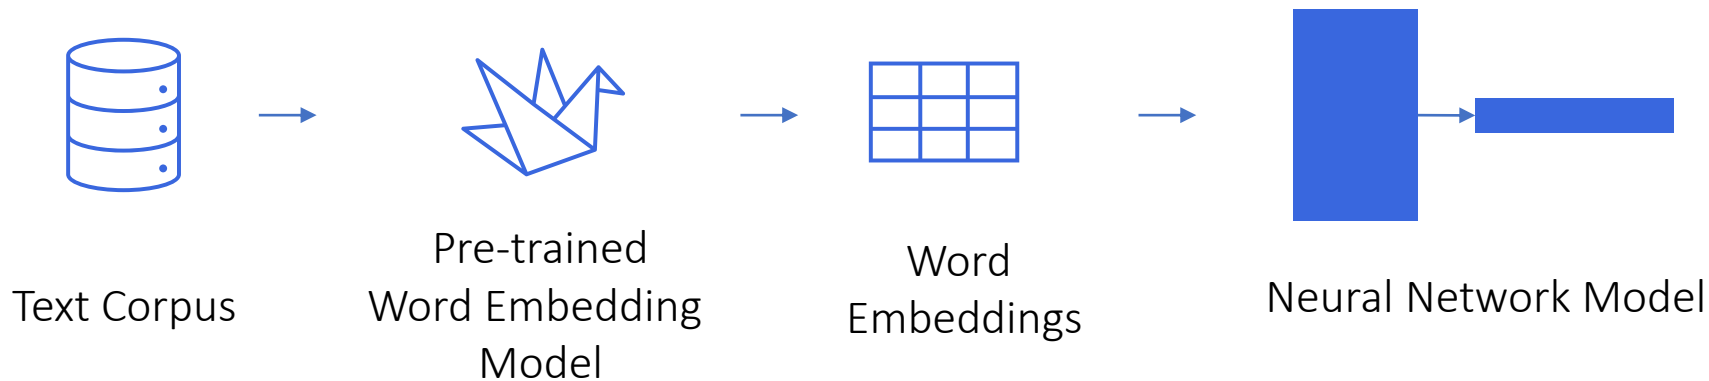 Text Corpus
Pre-trained
Word Embedding
Model
Word
Embeddings
Neural Network Model